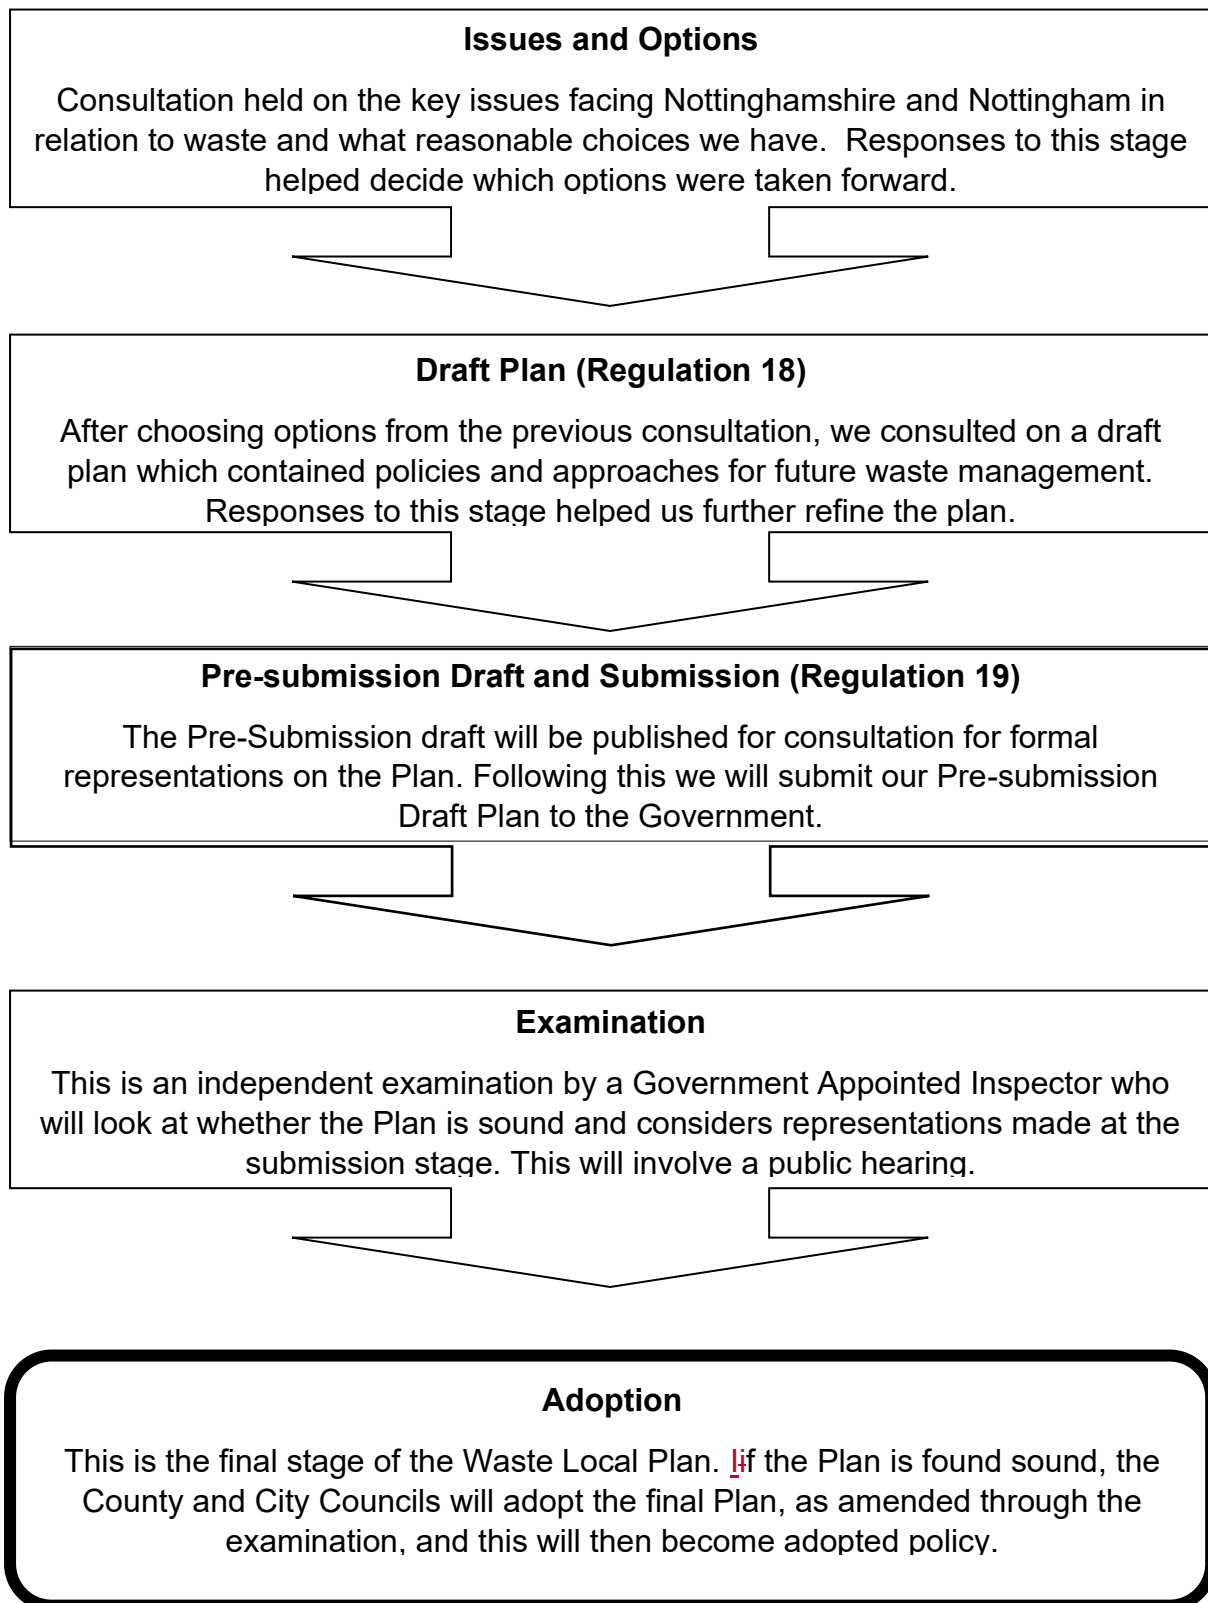 Issues and Options
Consultation held on the key issues facing Nottinghamshire and Nottingham in
relation to waste and what reasonable choices we have.  Responses to this stage
helped decide which options were taken forward.
Draft Plan (Regulation 18)
After choosing options from the previous consultation, we consulted on a draft
plan which contained policies and approaches for future waste management.
Responses to this stage helped us further refine the plan.
Pre-submission Draft and Submission (Regulation 19)
The Pre-Submission draft will be published for consultation for formal
representations on the Plan. Following this we will submit our Pre-submission
Draft Plan to the Government.
Examination
This is an independent examination by a Government Appointed Inspector who
will look at whether the Plan is sound and considers representations made at the
submission stage. This will involve a public hearing.
Adoption
This is the final stage of the Waste Local Plan. Iif the Plan is found sound, the
County and City Councils will adopt the final Plan, as amended through the
examination, and this will then become adopted policy.